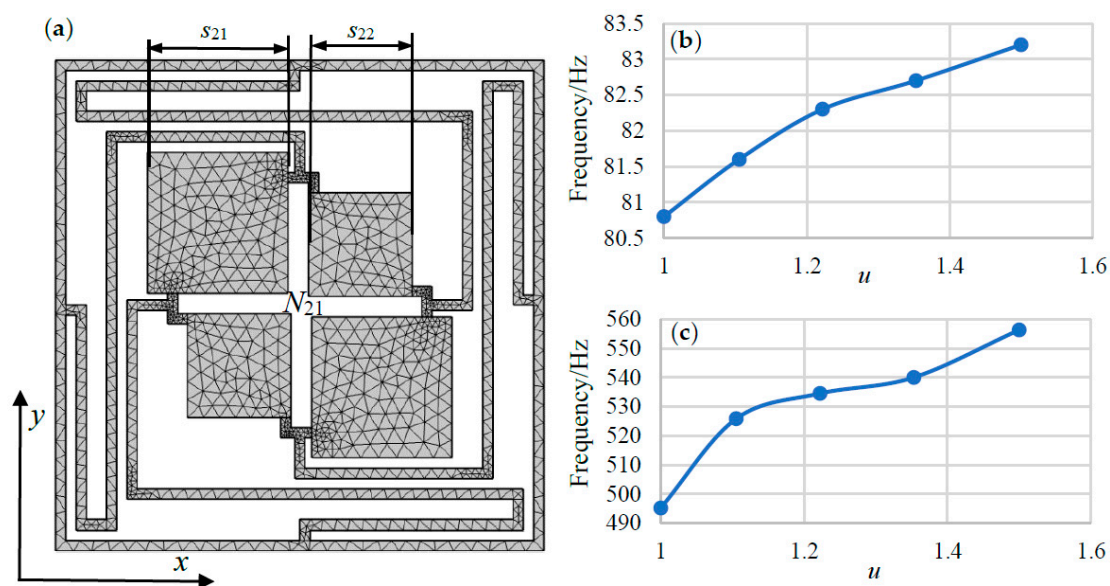 (a)
s21
s22
N21
y
x
(b)
Frequency/Hz
83.5
83
82.5
82
81.5
81
80.5
1
1.2
1.4
1.6
u
(c)
Frequency/Hz
560
550
540
530
520
510
500
490
1
1.2
1.4
1.6
u